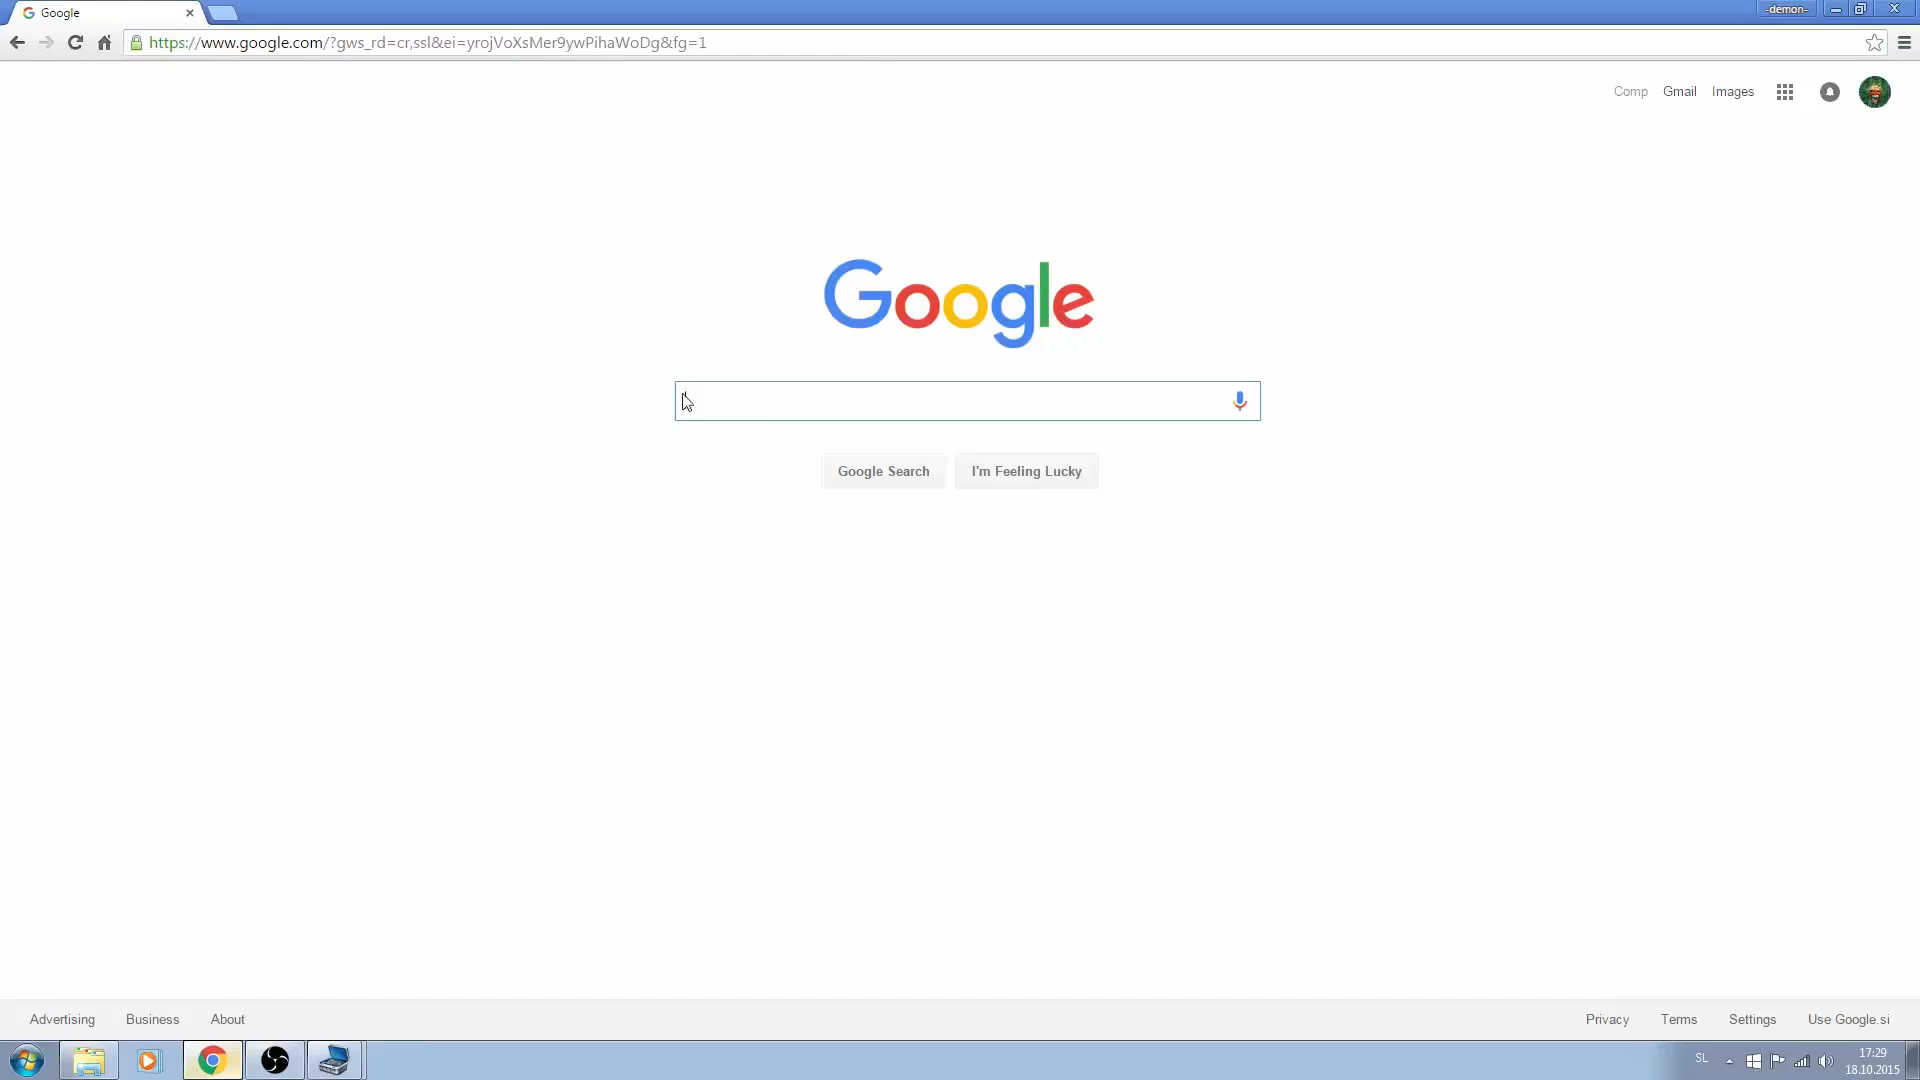 Google
-demon-
https://www.google.com/?gws_rd=cr,ssl&ei=yrojVoXsMer9ywPihaWoDg&fg=1
Comp Gmail Images
Google
Google Search I'm Feeling Lucky
Advertising Business About Privacy Terms Settings Use Google.si
SL 17:29
18.10.2015